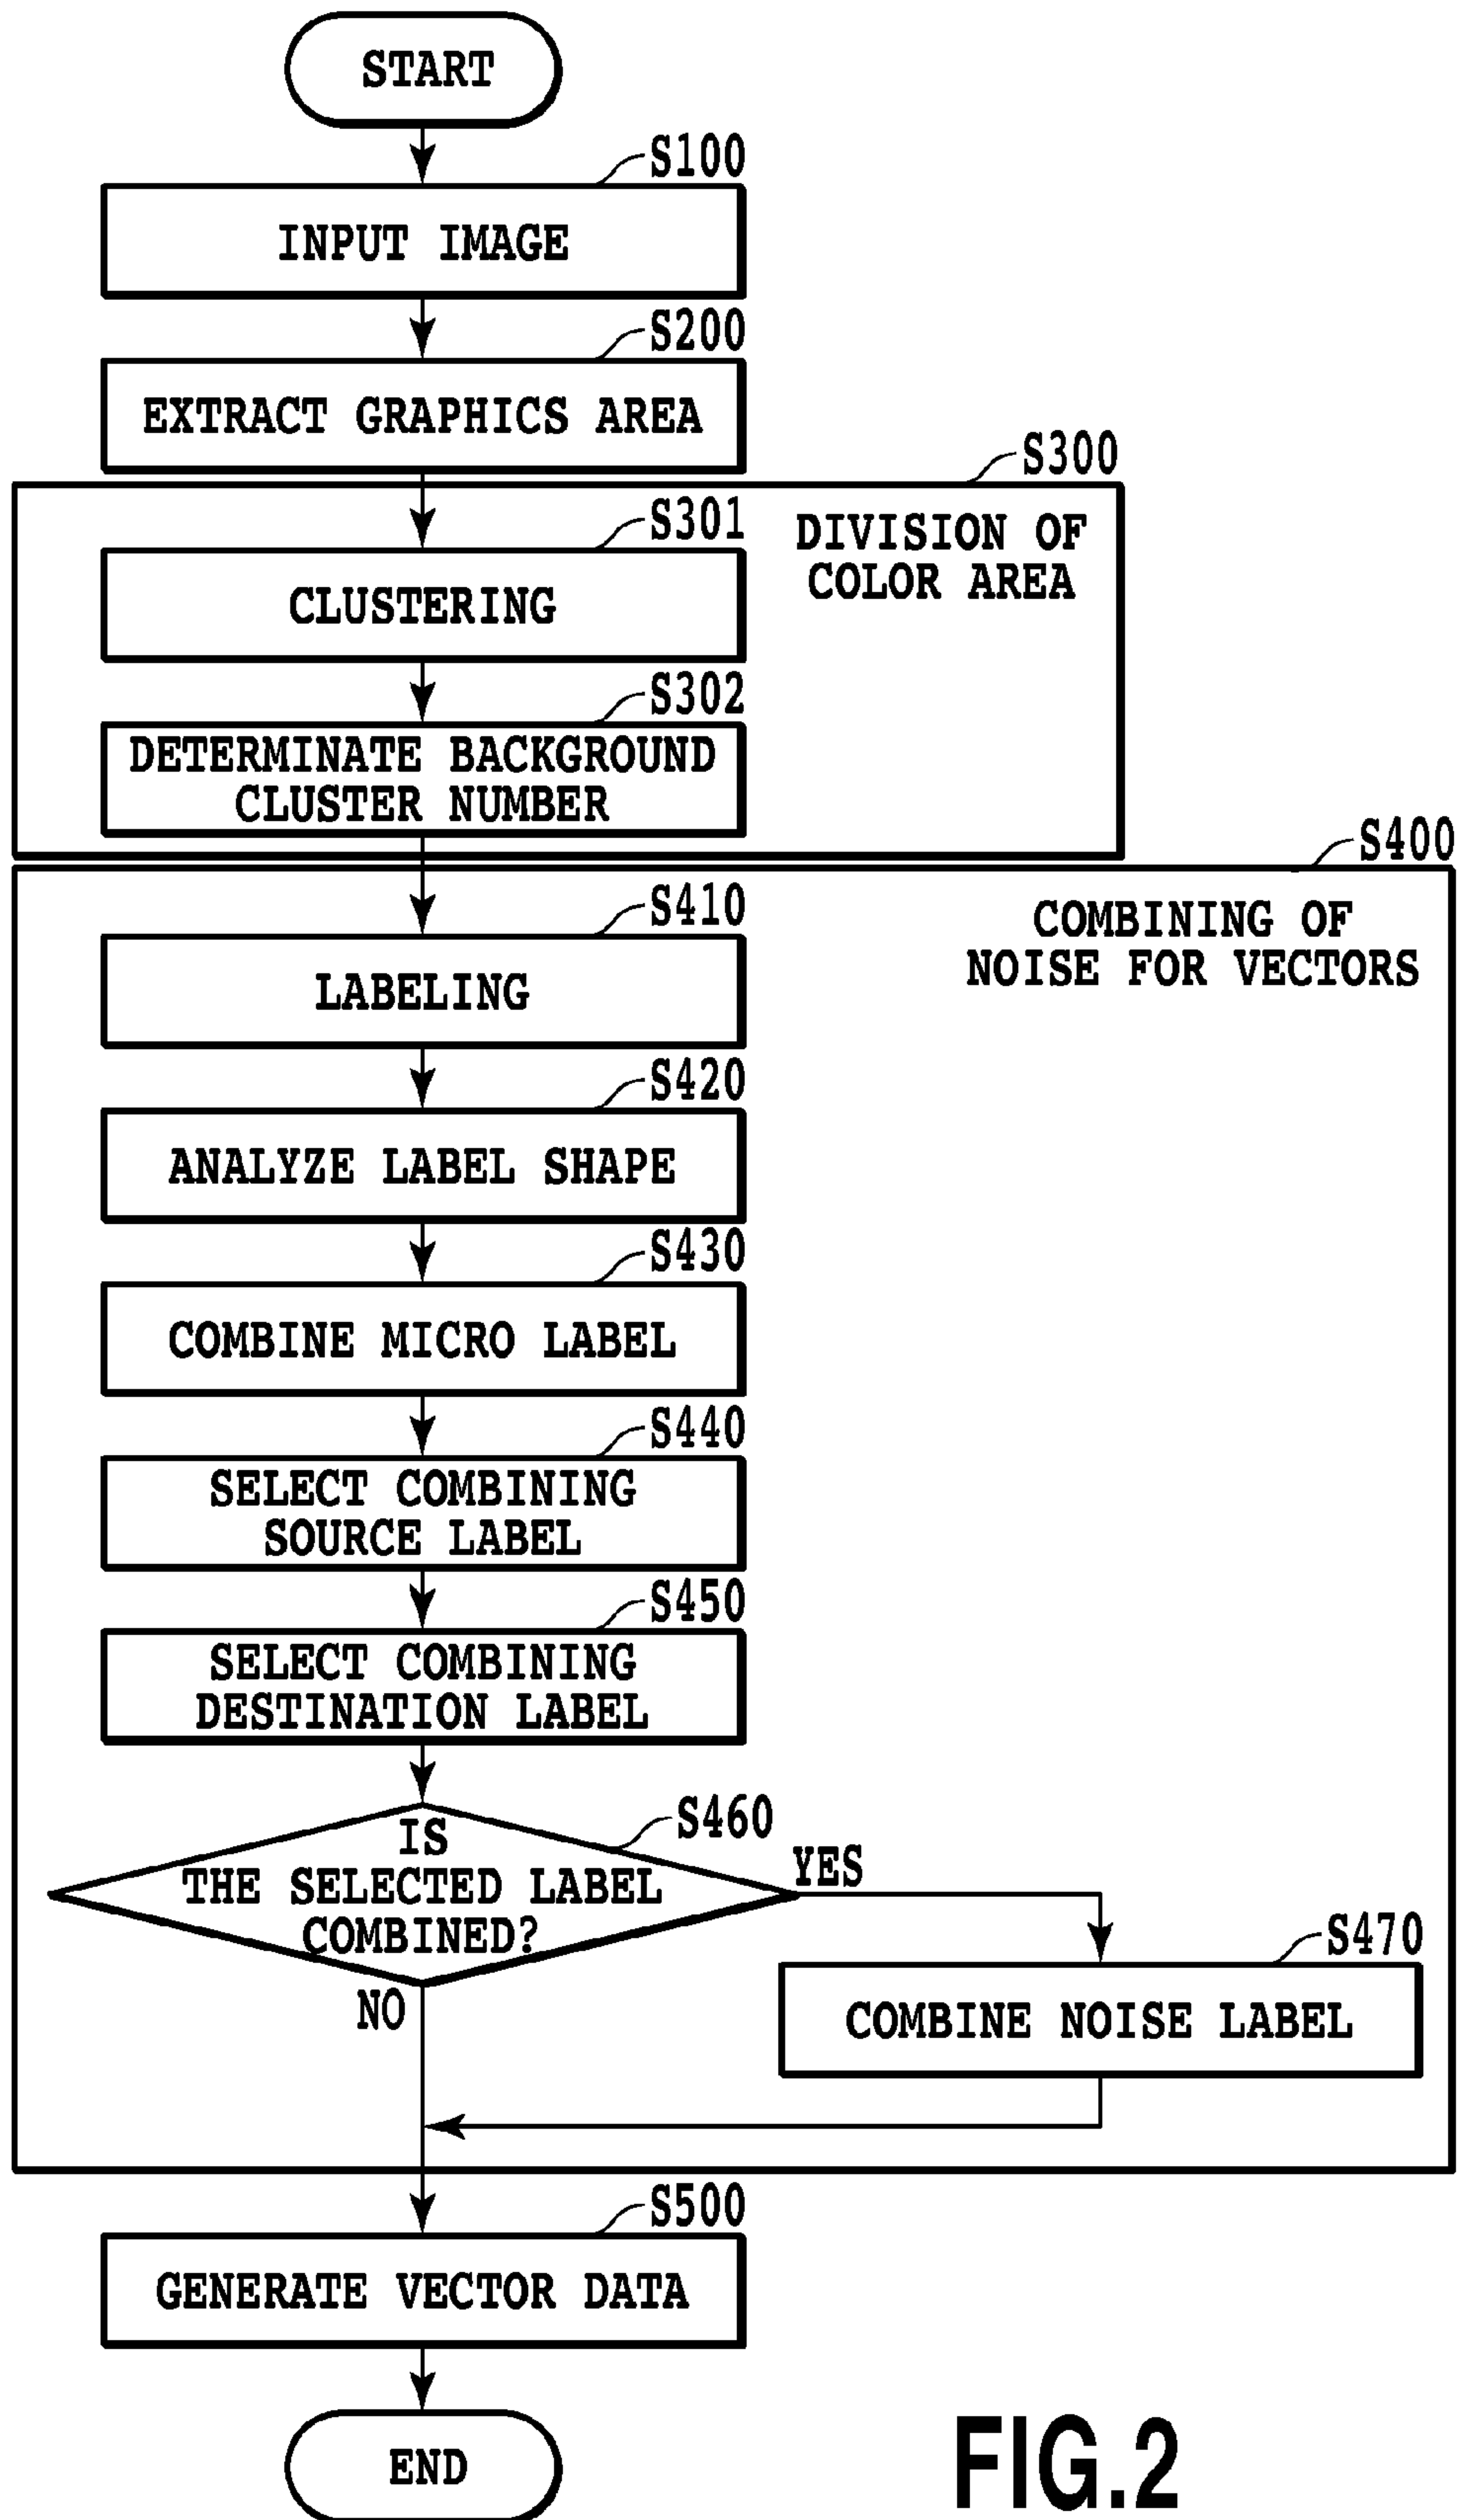 START
S100
INPUT IMAGE
S200
EXTRACT GRAPHICS AREA
S300
DIVISION OF
COLOR AREA
S301
CLUSTERING
S302
DETERMINATE BACKGROUND
CLUSTER NUMBER
S400
COMBINING OF
NOISE FOR VECTORS
S410
LABELING
S420
ANALYZE LABEL SHAPE
S430
COMBINE MICRO LABEL
S440
SELECT COMBINING
SOURCE LABEL
S450
SELECT COMBINING
DESTINATION LABEL
S460
IS
THE SELECTED LABEL
COMBINED?
YES
NO
S470
COMBINE NOISE LABEL
S500
GENERATE VECTOR DATA
END
FIG.2